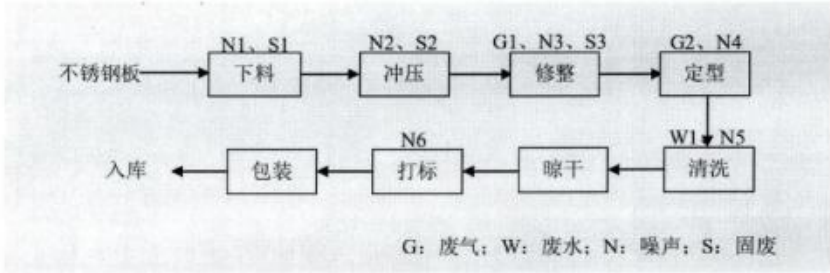 N1、S1 N2、S2 G1、N3、S3 G2、N4
不锈钢板 下料 冲压 修整 定型
N6 W1、N5
入库 包装 打标 晾干 清洗
G：废气；W：废水；N：噪声；S：固废